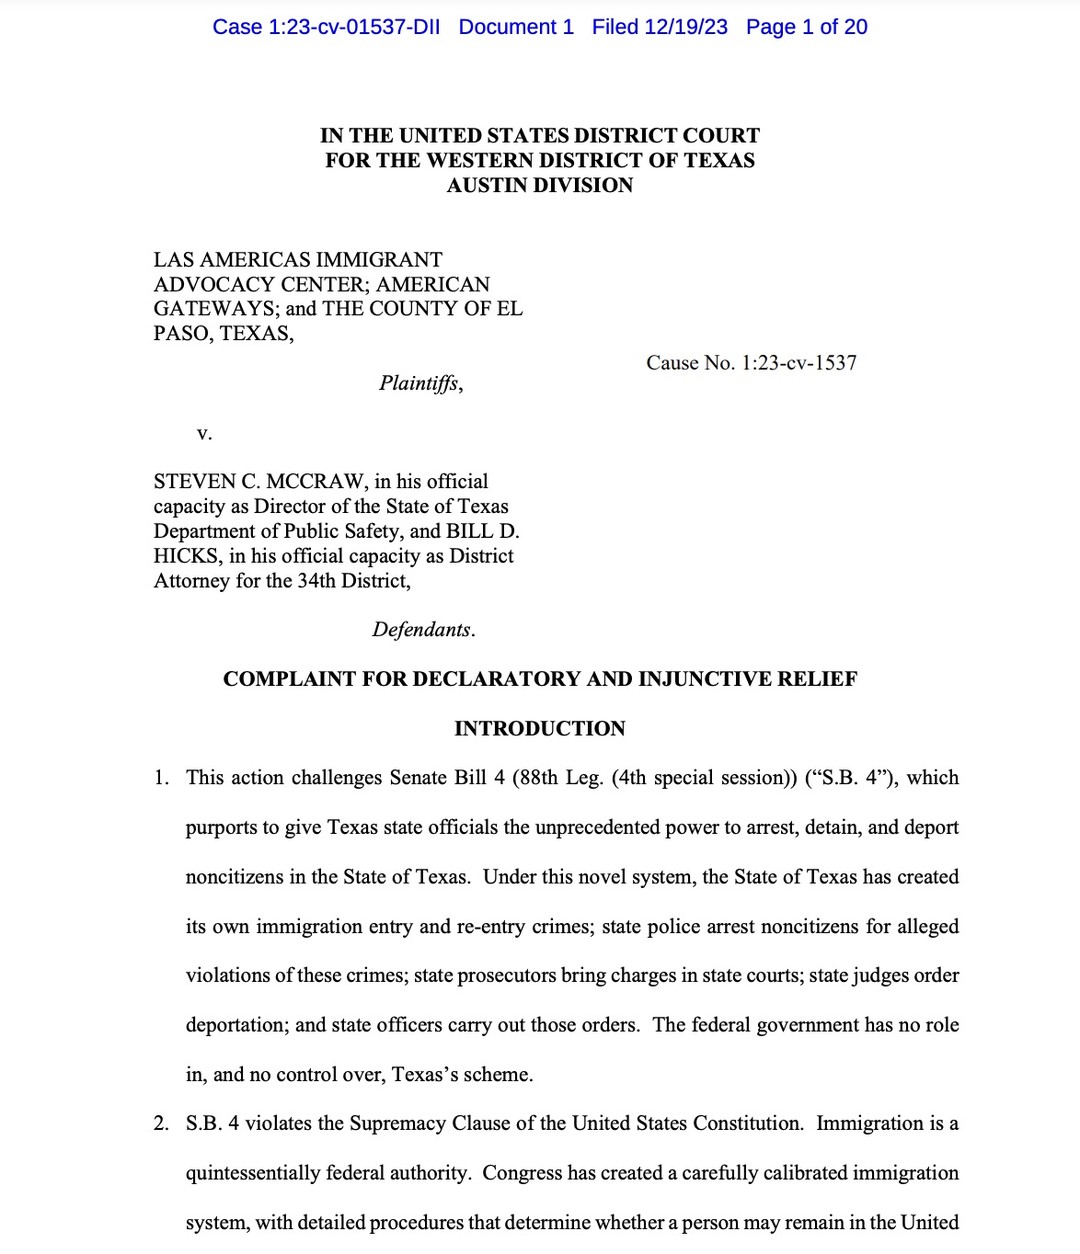 Case 1:23-cv-01537-DII Document 1 Filed 12/19/23 Page 1 of 20
IN THE UNITED STATES DISTRICT COURT
FOR THE WESTERN DISTRICT OF TEXAS
AUSTIN DIVISION
LAS AMERICAS IMMIGRANT
ADVOCACY CENTER; AMERICAN
GATEWAYS; and THE COUNTY OF EL
PASO, TEXAS,
Plaintiffs,
Cause No. 1:23-cv-1537
v.
STEVEN C. MCCRAW, in his official
capacity as Director of the State of Texas
Department of Public Safety, and BILL D.
HICKS, in his official capacity as District
Attorney for the 34th District,
Defendants.
COMPLAINT FOR DECLARATORY AND INJUNCTIVE RELIEF
INTRODUCTION
1. This action challenges Senate Bill 4 (88th Leg. (4th special session)) (“S.B. 4”), which
purports to give Texas state officials the unprecedented power to arrest, detain, and deport
noncitizens in the State of Texas. Under this novel system, the State of Texas has created
its own immigration entry and re-entry crimes; state police arrest noncitizens for alleged
violations of these crimes; state prosecutors bring charges in state courts; state judges order
deportation; and state officers carry out those orders. The federal government has no role
in, and no control over, Texas’s scheme.
2. S.B. 4 violates the Supremacy Clause of the United States Constitution. Immigration is a
quintessentially federal authority. Congress has created a carefully calibrated immigration
system, with detailed procedures that determine whether a person may remain in the United